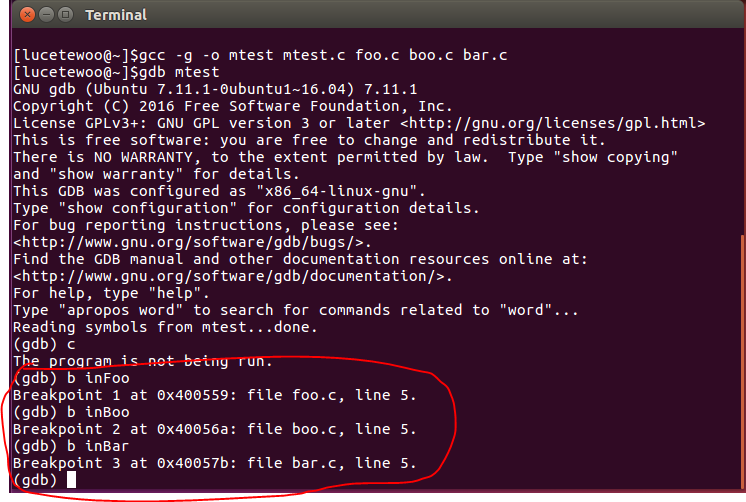 Terminal
[lucetewoo@~]$gcc -g -o mtest mtest.c foo.c boo.c bar.c
[lucetewoo@~]$gdb mtest
GNU gdb (Ubuntu 7.11.1-0ubuntu1~16.04) 7.11.1
Copyright (C) 2016 Free Software Foundation, Inc.
License GPLv3+: GNU GPL version 3 or later <http://gnu.org/licenses/gpl.html>
This is free software: you are free to change and redistribute it.
There is NO WARRANTY, to the extent permitted by law.  Type "show copying"
and "show warranty" for details.
This GDB was configured as "x86_64-linux-gnu".
Type "show configuration" for configuration details.
For bug reporting instructions, please see:
<http://www.gnu.org/software/gdb/bugs/>.
Find the GDB manual and other documentation resources online at:
<http://www.gnu.org/software/gdb/documentation/>.
For help, type "help".
Type "apropos word" to search for commands related to "word"...
Reading symbols from mtest...done.
(gdb) c
The program is not being run.
(gdb) b inFoo
Breakpoint 1 at 0x400559: file foo.c, line 5.
(gdb) b inBoo
Breakpoint 2 at 0x40056a: file boo.c, line 5.
(gdb) b inBar
Breakpoint 3 at 0x40057b: file bar.c, line 5.
(gdb)